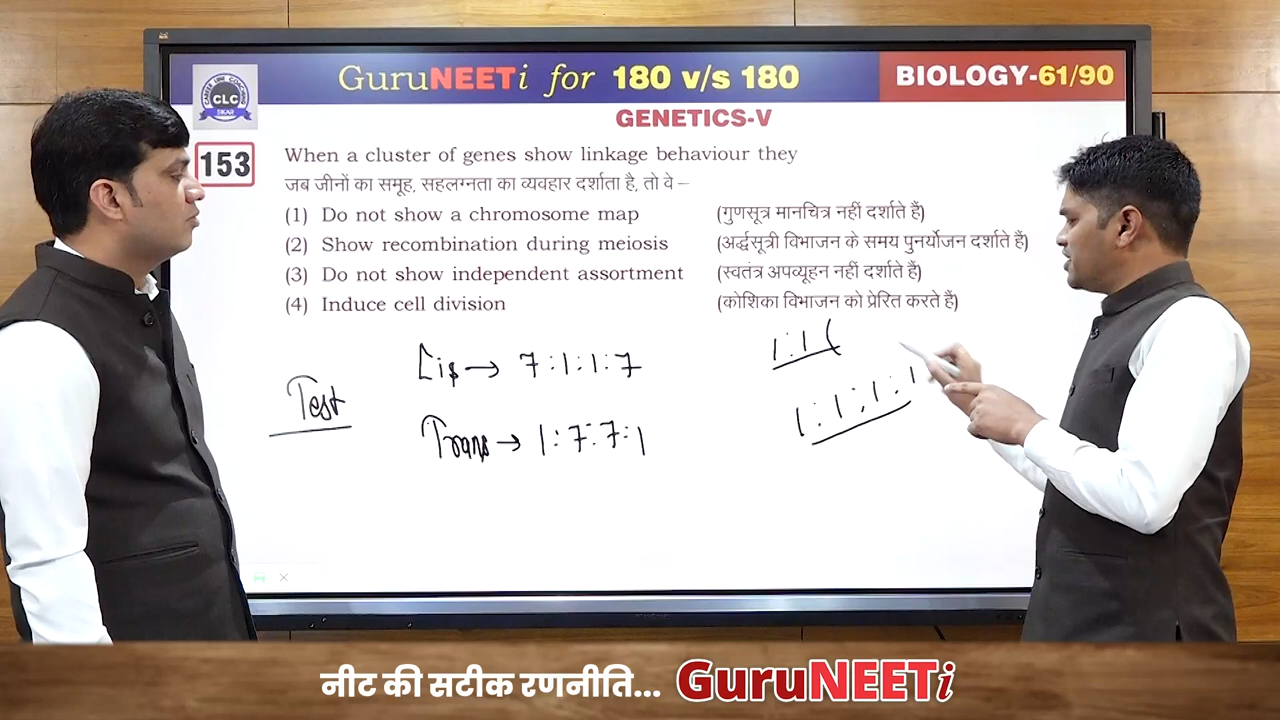 GuruNEETi for 180 v/s 180
BIOLOGY-61/90
CLC
SIKAR
GENETICS-V
153
When a cluster of genes show linkage behaviour they
जब जीनों का समूह, सहलग्नता का व्यवहार दर्शाता है, तो वे –
(1) Do not show a chromosome map (गुणसूत्र मानचित्र नहीं दर्शाते हैं)
(2) Show recombination during meiosis (अर्द्धसूत्री विभाजन के समय पुनर्योजन दर्शाते हैं)
(3) Do not show independent assortment (स्वतंत्र अपव्यूहन नहीं दर्शाते हैं)
(4) Induce cell division (कोशिका विभाजन को प्रेरित करते हैं)
Test
Cis → 7:1:1:7
Trans → 1:7:7:1
1:1
1:1:1:1
नीट की सटीक रणनीति... GuruNEETi